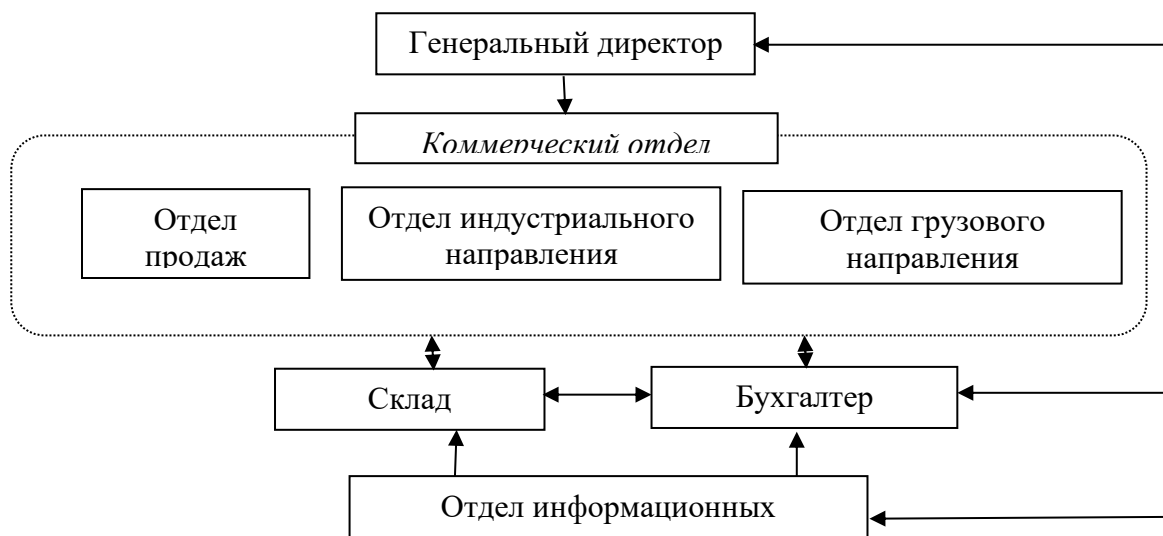 Генеральный директор
Коммерческий отдел
Отдел
продаж
Отдел индустриального
направления
Отдел грузового
направления
Склад
Бухгалтер
Отдел информационных